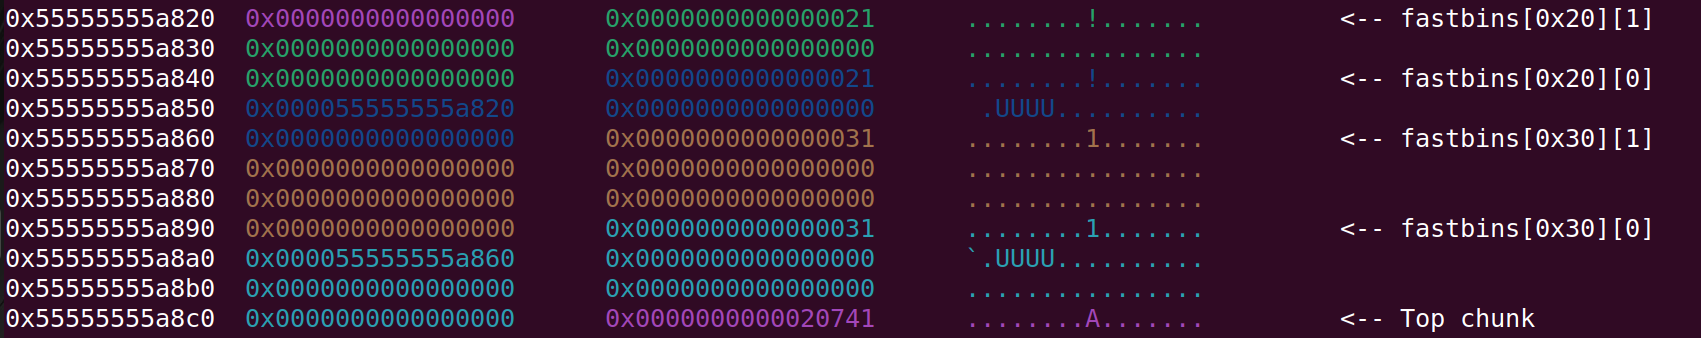 0x55555555a820  0x0000000000000000  0x0000000000000021  ........!.......  <-- fastbins[0x20][1]
0x55555555a830  0x0000000000000000  0x0000000000000000  ................
0x55555555a840  0x0000000000000000  0x0000000000000021  ........!.......  <-- fastbins[0x20][0]
0x55555555a850  0x000055555555a820  0x0000000000000000   .UUUU..........
0x55555555a860  0x0000000000000000  0x0000000000000031  ........1.......  <-- fastbins[0x30][1]
0x55555555a870  0x0000000000000000  0x0000000000000000  ................
0x55555555a880  0x0000000000000000  0x0000000000000000  ................
0x55555555a890  0x0000000000000000  0x0000000000000031  ........1.......  <-- fastbins[0x30][0]
0x55555555a8a0  0x000055555555a860  0x0000000000000000  `.UUUU..........
0x55555555a8b0  0x0000000000000000  0x0000000000000000  ................
0x55555555a8c0  0x0000000000000000  0x0000000000020741  ........A.......  <-- Top chunk